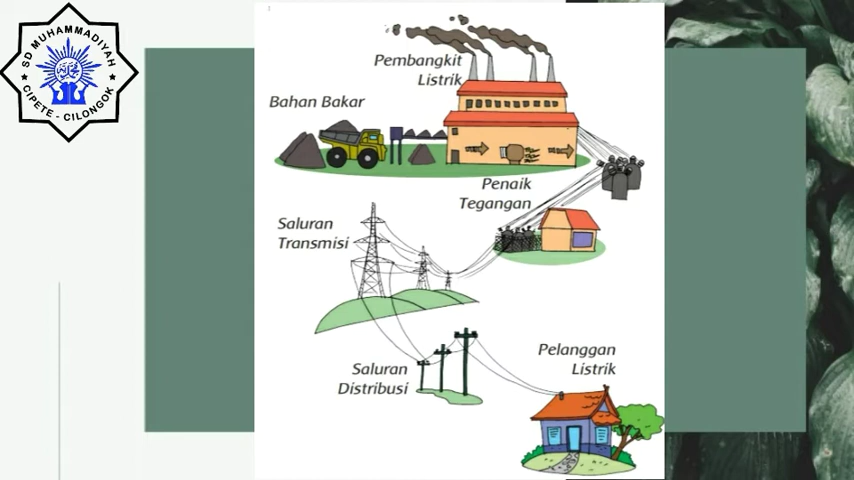 SD MUHAMMADIYAH
CIPETE - CILONGOK
Pembangkit
Listrik
Bahan Bakar
Penaik
Tegangan
Saluran
Transmisi
Saluran
Distribusi
Pelanggan
Listrik